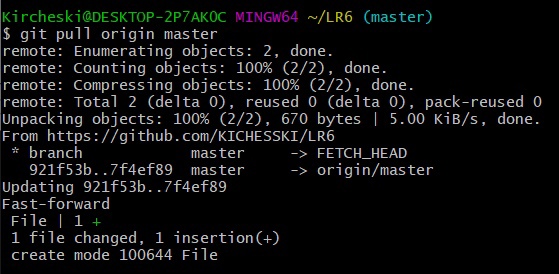 Kircheski@DESKTOP-2P7AKOC MINGW64 ~/LR6 (master)
$ git pull origin master
remote: Enumerating objects: 2, done.
remote: Counting objects: 100% (2/2), done.
remote: Compressing objects: 100% (2/2), done.
remote: Total 2 (delta 0), reused 0 (delta 0), pack-reused 0
Unpacking objects: 100% (2/2), 670 bytes | 5.00 KiB/s, done.
From https://github.com/KICHESSKI/LR6
 * branch            master     -> FETCH_HEAD
   921f53b..7f4ef89  master     -> origin/master
Updating 921f53b..7f4ef89
Fast-forward
 File | 1 +
 1 file changed, 1 insertion(+)
 create mode 100644 File